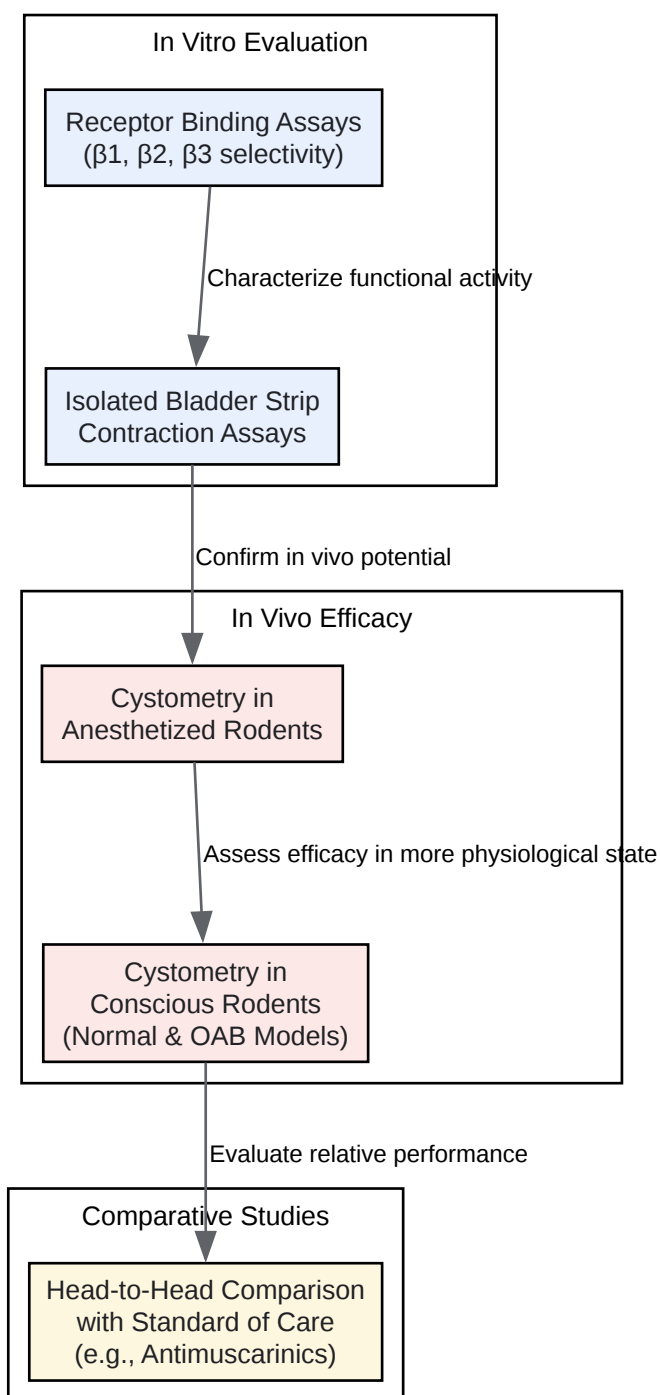 In Vitro Evaluation
Receptor Binding Assays
(β1, β2, β3 selectivity)
Characterize functional activity
Isolated Bladder Strip
Contraction Assays
Confirm in vivo potential
In Vivo Efficacy
Cystometry in
Anesthetized Rodents
Assess efficacy in more physiological state
Cystometry in
Conscious Rodents
(Normal & OAB Models)
Evaluate relative performance
Comparative Studies
Head-to-Head Comparison
with Standard of Care
(e.g., Antimuscarinics)